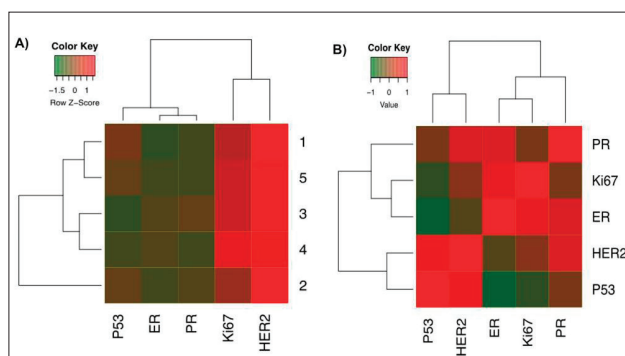 A)
Color Key
−1.5 0 1
Row Z-Score
1
5
3
4
2
P53 ER PR Ki67 HER2
B)
Color Key
−1 0 1
Value
PR
Ki67
ER
HER2
P53
P53 HER2 ER Ki67 PR